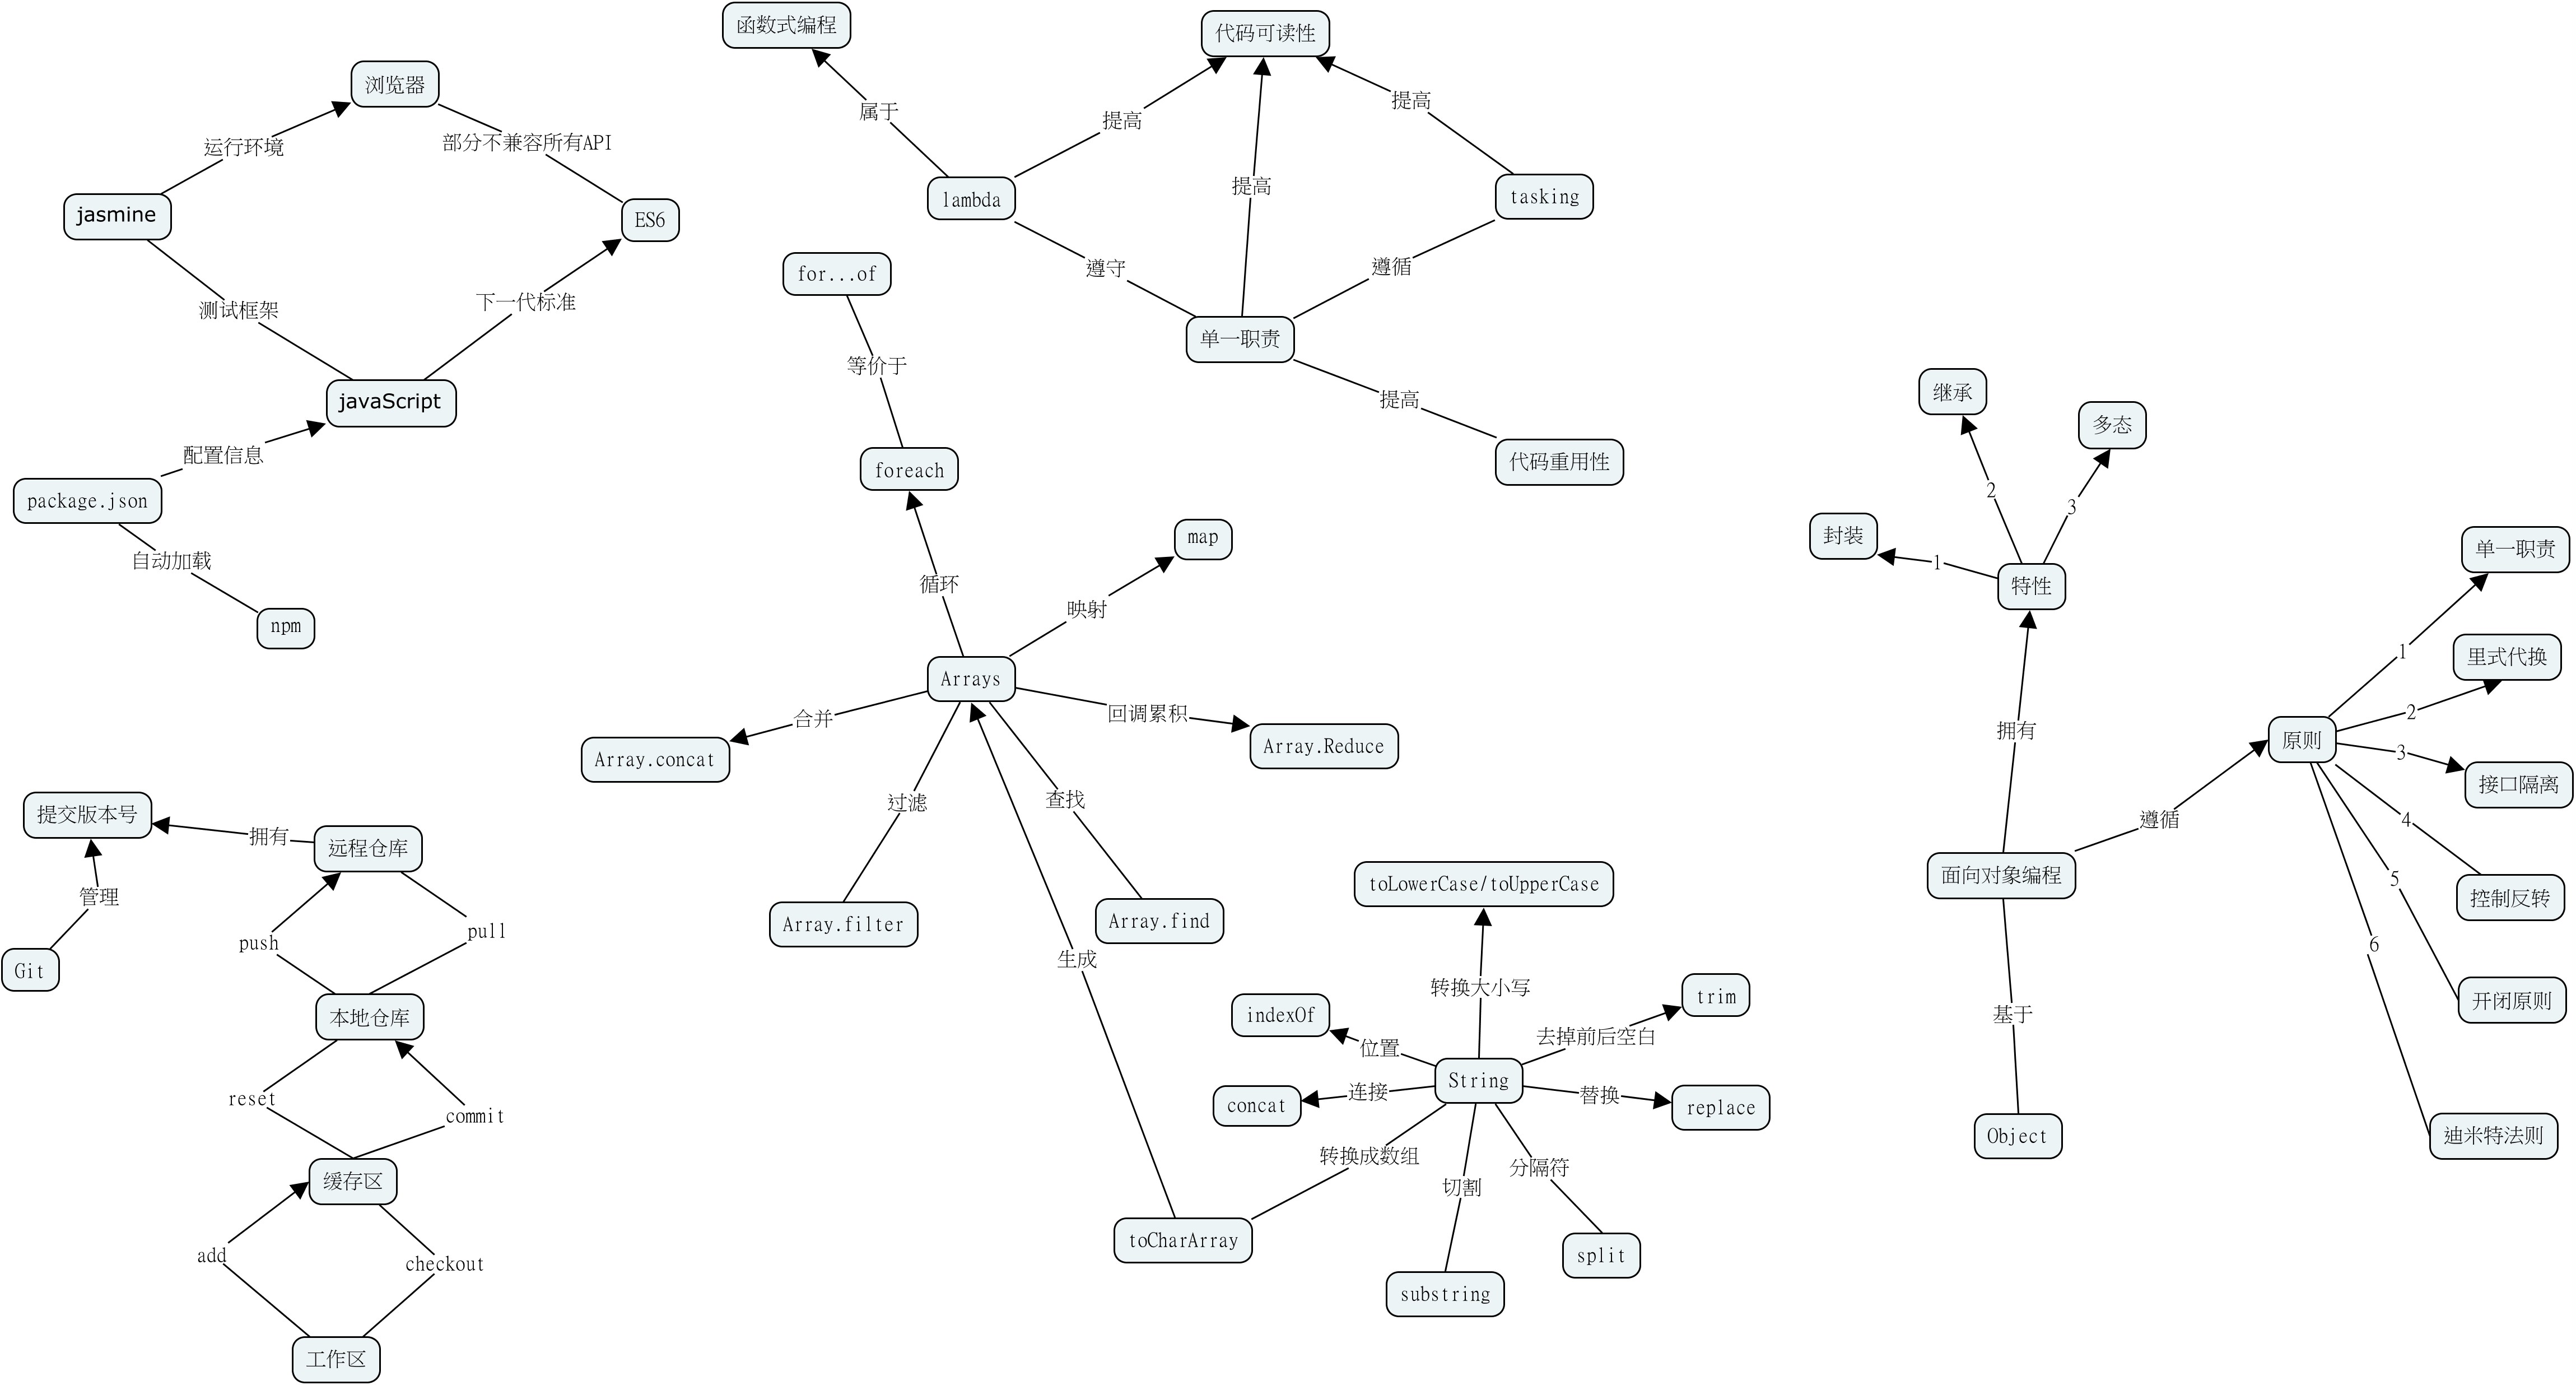 函数式编程
代码可读性
浏览器
属于
提高
提高
运行环境
部分不兼容所有API
提高
lambda
tasking
jasmine
ES6
遵守
遵循
for...of
测试框架
下一代标准
单一职责
等价于
javaScript
提高
继承
多态
配置信息
foreach
代码重用性
package.json
2
3
自动加载
map
封装
1
单一职责
循环
映射
特性
npm
1
里式代换
Arrays
合并
回调累积
2
拥有
原则
3
Array.concat
Array.Reduce
接口隔离
提交版本号
拥有
远程仓库
过滤
查找
遵循
4
管理
toLowerCase/toUpperCase
面向对象编程
5
控制反转
push
pull
Array.filter
Array.find
6
Git
生成
转换大小写
trim
开闭原则
本地仓库
indexOf
位置
去掉前后空白
基于
reset
commit
concat
连接
String
替换
replace
Object
迪米特法则
转换成数组
分隔符
切割
缓存区
add
checkout
toCharArray
split
substring
工作区